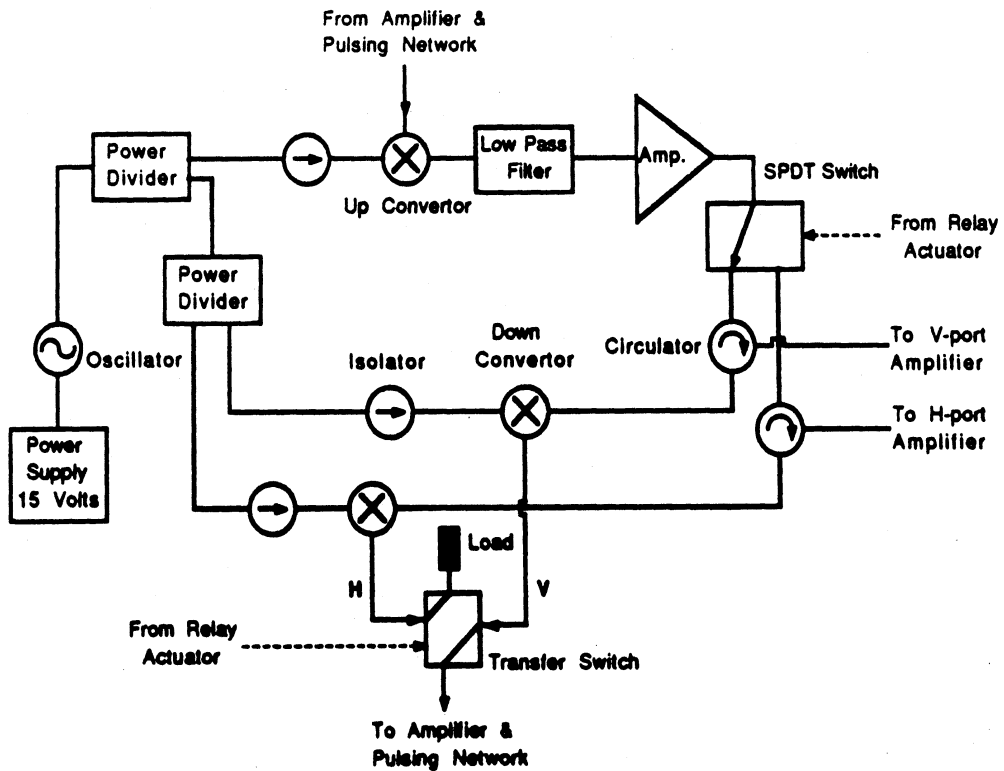 From Amplifier &
Pulsing Network
Power
Divider
Low Pass
Filter
Amp.
SPDT Switch
Up Convertor
From Relay
Actuator
Power
Divider
Oscillator
Isolator
Down
Convertor
Circulator
To V-port
Amplifier
To H-port
Amplifier
Power
Supply
15 Volts
Load
H
V
From Relay
Actuator
Transfer Switch
To Amplifier &
Pulsing Network